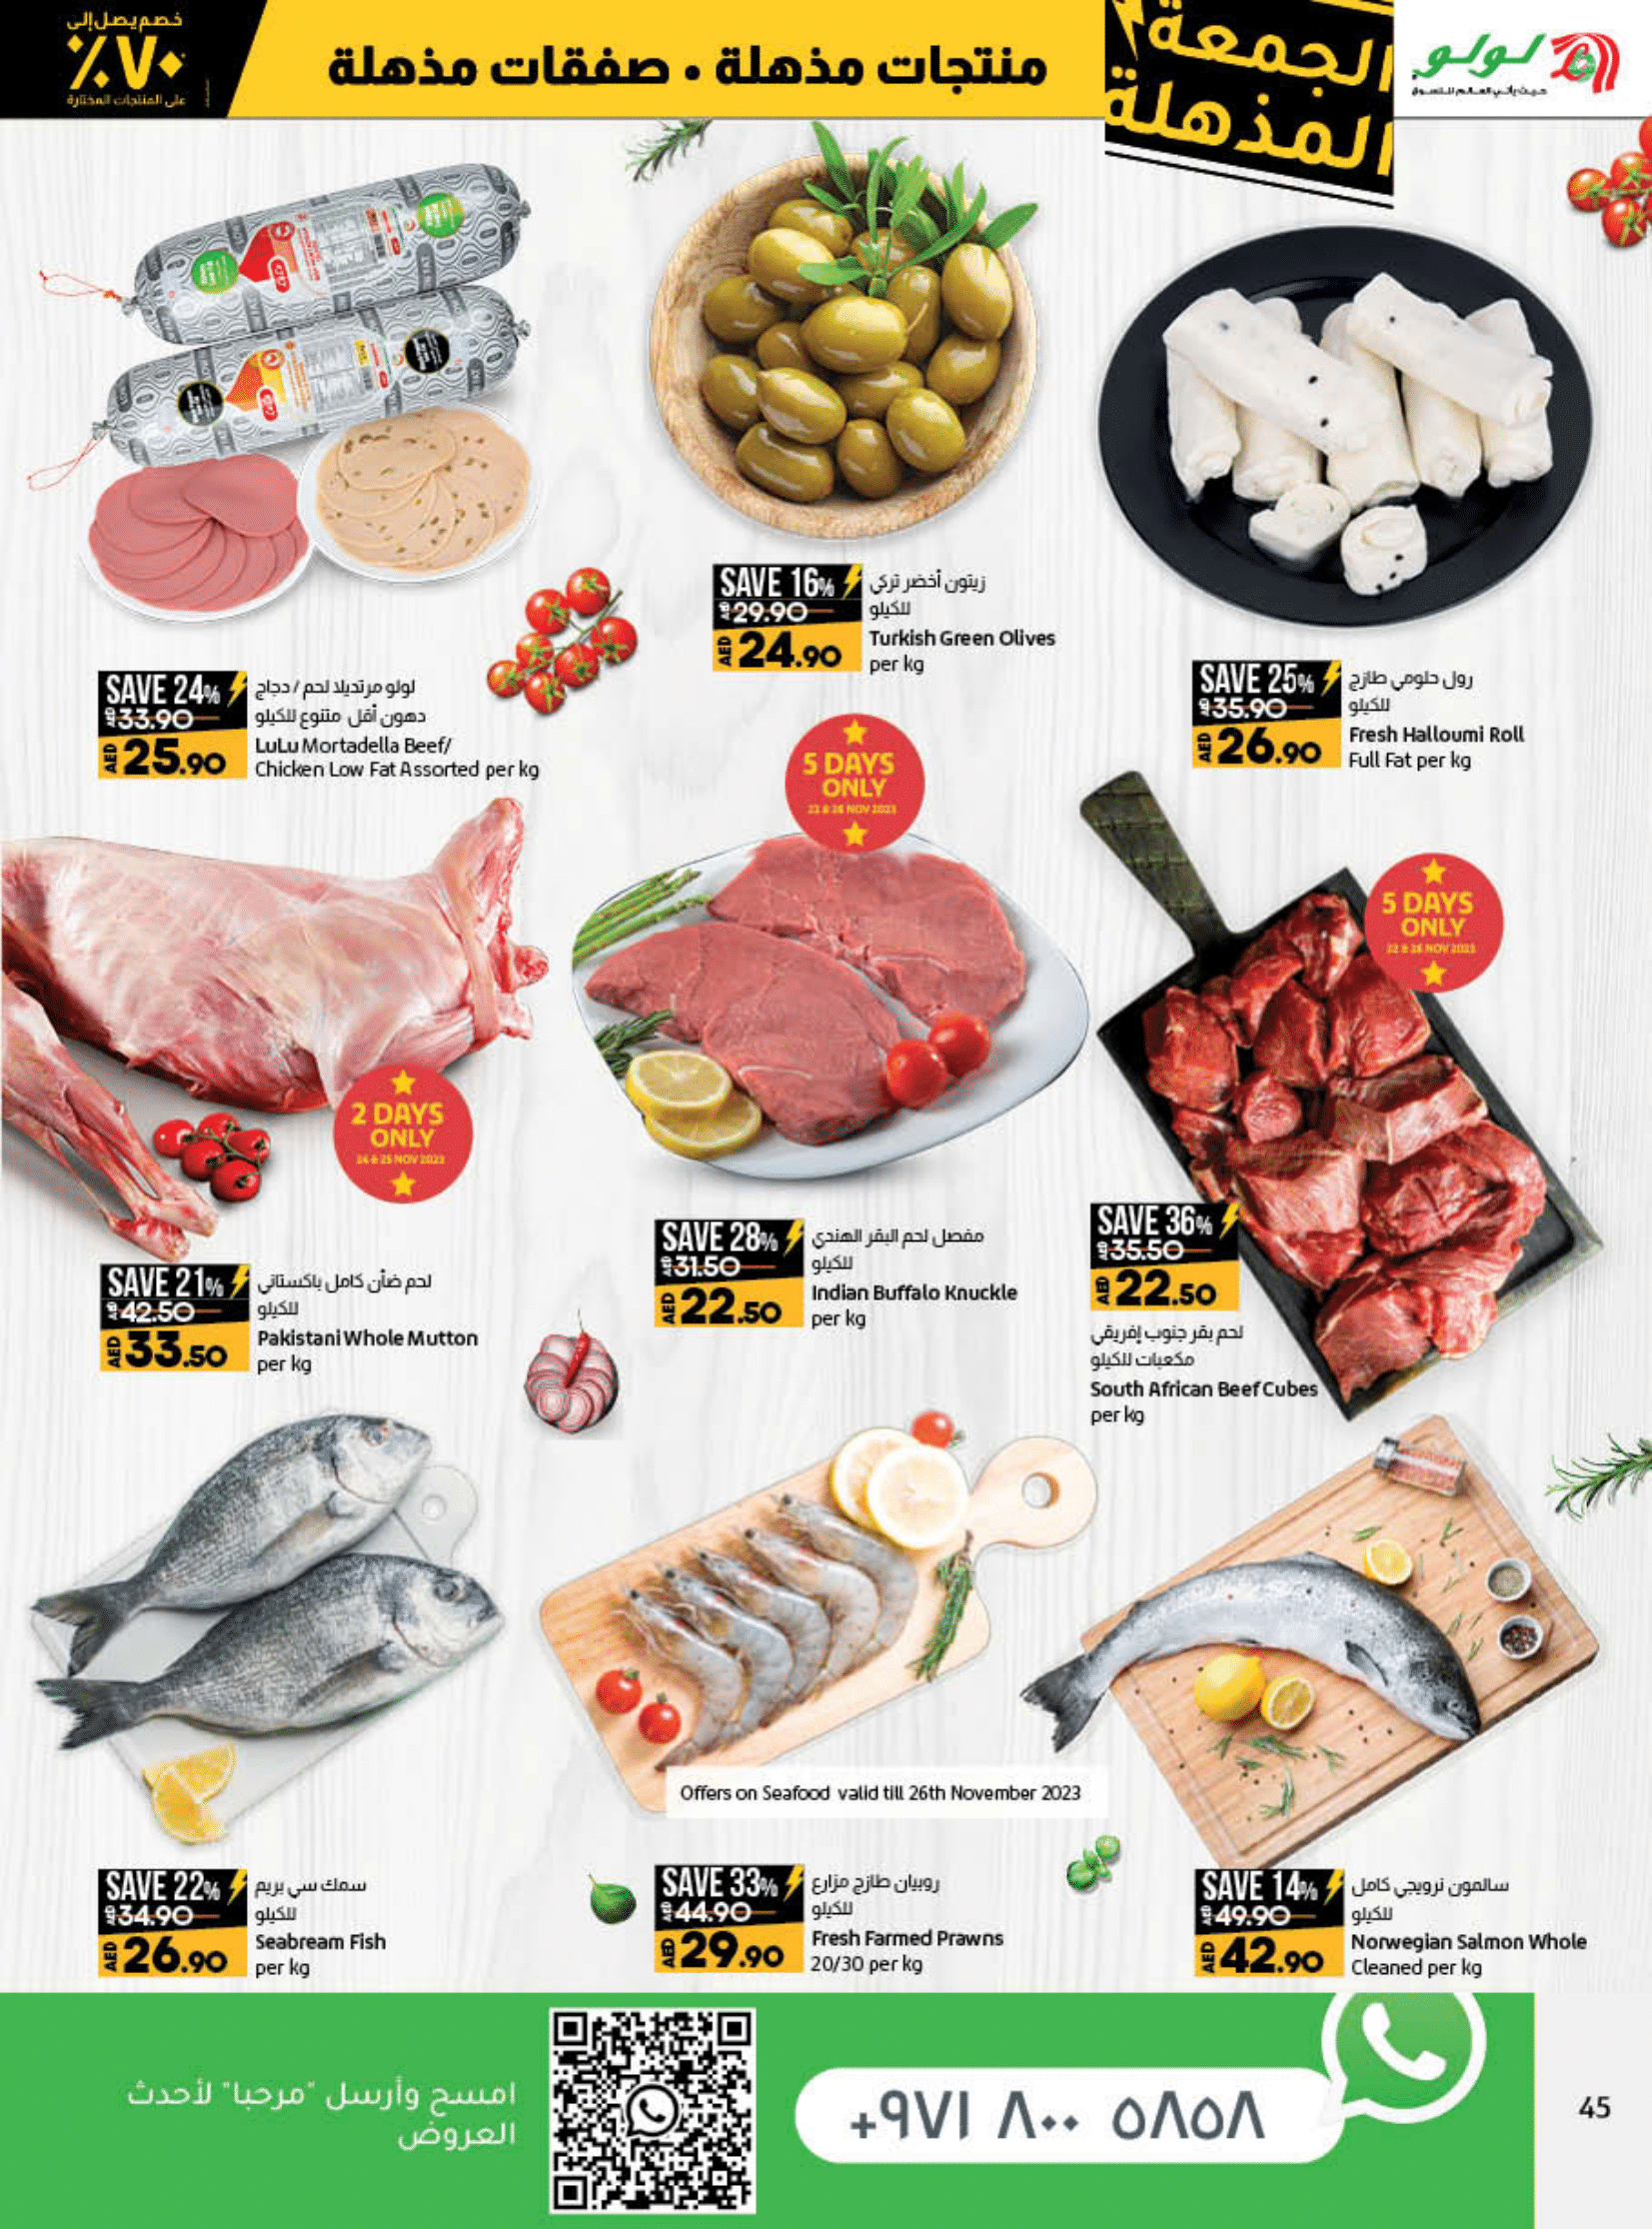 خصم يصل إلى
٪٧٠
على المنتجات المختارة
منتجات مذهلة • صفقات مذهلة
الجمعة
المذهلة
لولو
حيث يأتي العالم للتسوق
SAVE 16%
AED 29.90
AED 24.90
زيتون أخضر تركي
للكيلو
Turkish Green Olives
per kg
SAVE 24%
AED 33.90
AED 25.90
لولو مرتديلا لحم / دجاج
دهون أقل متنوع للكيلو
LuLu Mortadella Beef/
Chicken Low Fat Assorted per kg
SAVE 25%
AED 35.90
AED 26.90
رول حلومي طازج
للكيلو
Fresh Halloumi Roll
Full Fat per kg
5 DAYS
ONLY
22 & 26 NOV 2023
5 DAYS
ONLY
22 & 26 NOV 2023
2 DAYS
ONLY
24 & 25 NOV 2023
SAVE 21%
AED 42.50
AED 33.50
لحم ضأن كامل باكستاني
للكيلو
Pakistani Whole Mutton
per kg
SAVE 28%
AED 31.50
AED 22.50
مفصل لحم البقر الهندي
للكيلو
Indian Buffalo Knuckle
per kg
SAVE 36%
AED 35.50
AED 22.50
لحم بقر جنوب إفريقي
مكعبات للكيلو
South African Beef Cubes
per kg
Offers on Seafood valid till 26th November 2023
SAVE 22%
AED 34.90
AED 26.90
سمك سي بريم
للكيلو
Seabream Fish
per kg
SAVE 33%
AED 44.90
AED 29.90
روبيان طازج مزارع
للكيلو
Fresh Farmed Prawns
20/30 per kg
SAVE 14%
AED 49.90
AED 42.90
سالمون نرويجي كامل
للكيلو
Norwegian Salmon Whole
Cleaned per kg
امسح وأرسل "مرحبا" لأحدث
العروض
+٩٧١ ٨٠٠ ٥٨٥٨
45